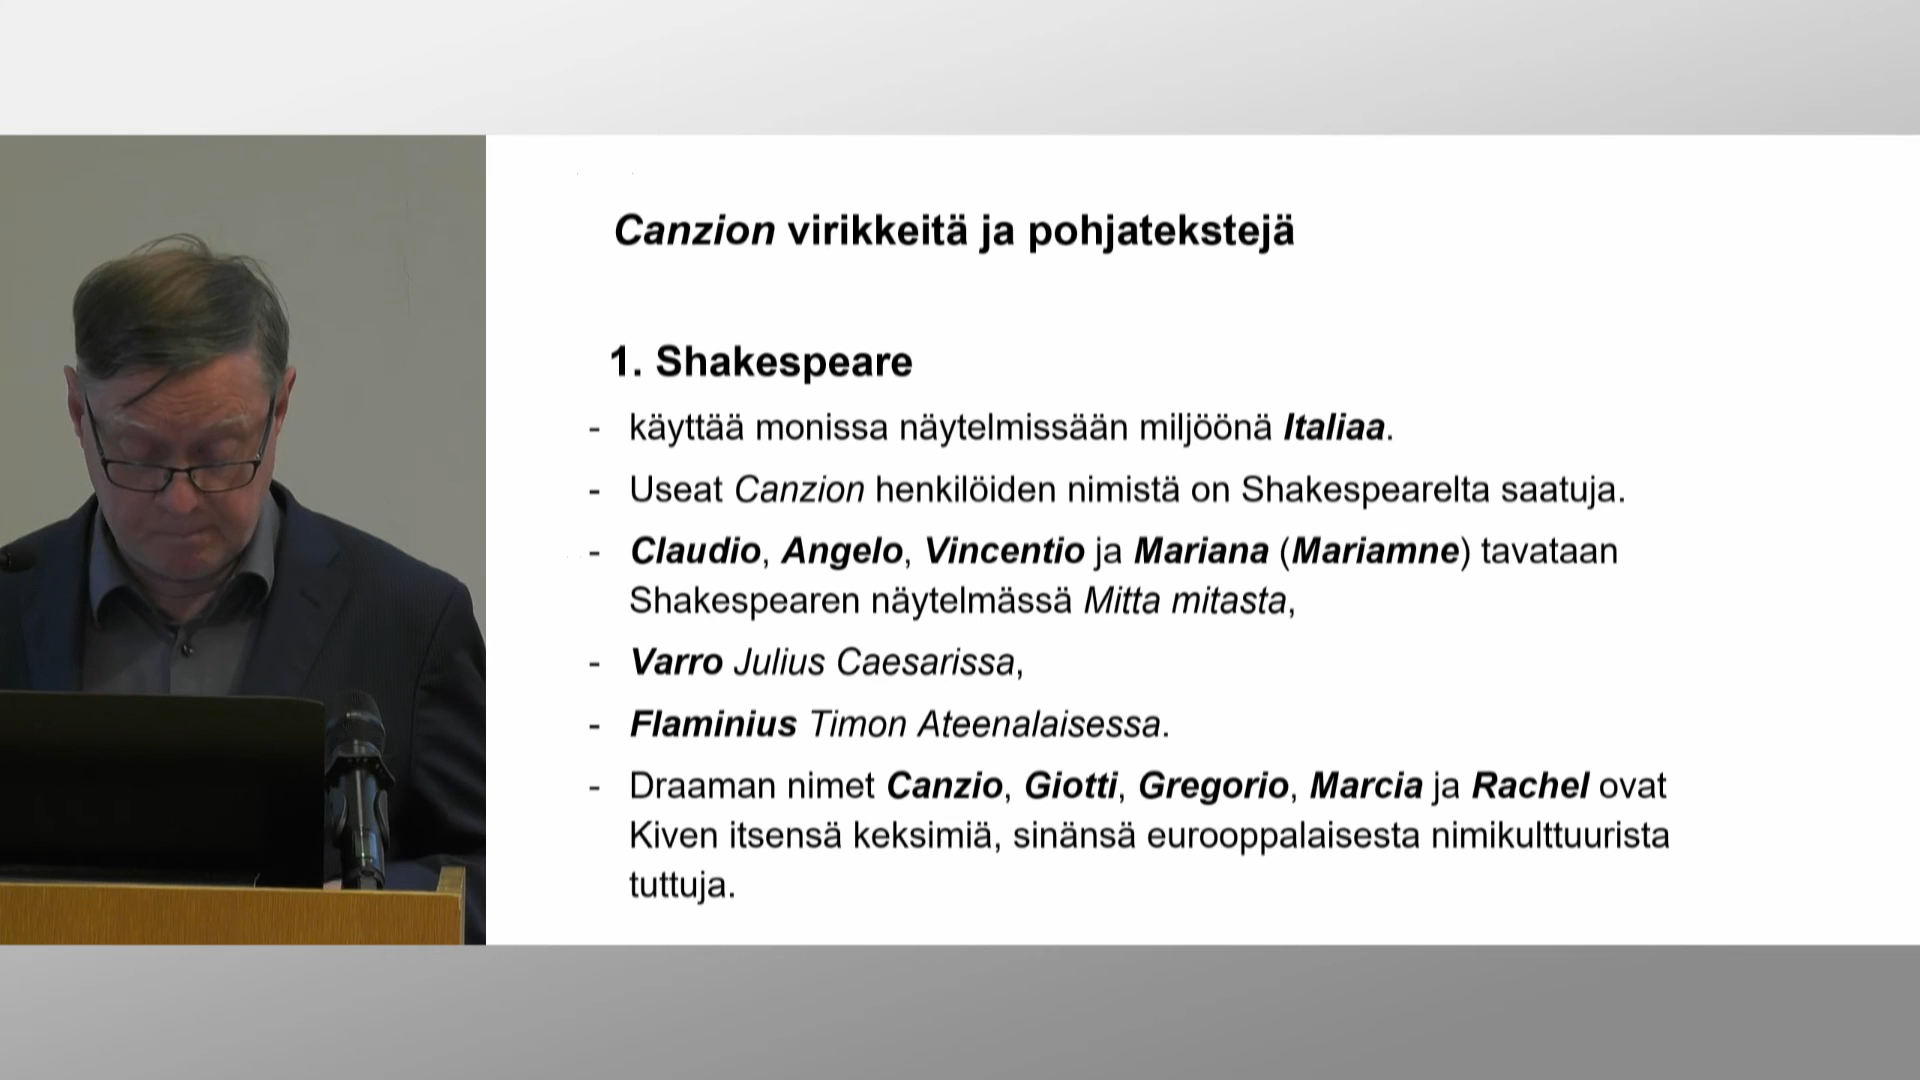 Canzion virikkeitä ja pohjatekstejä
1. Shakespeare
- käyttää monissa näytelmissään miljöönä Italiaa.
- Useat Canzion henkilöiden nimistä on Shakespearelta saatuja.
- Claudio, Angelo, Vincentio ja Mariana (Mariamne) tavataan
Shakespearen näytelmässä Mitta mitasta,
- Varro Julius Caesarissa,
- Flaminius Timon Ateenalaisessa.
- Draaman nimet Canzio, Giotti, Gregorio, Marcia ja Rachel ovat
Kiven itsensä keksimiä, sinänsä eurooppalaisesta nimikulttuurista
tuttuja.